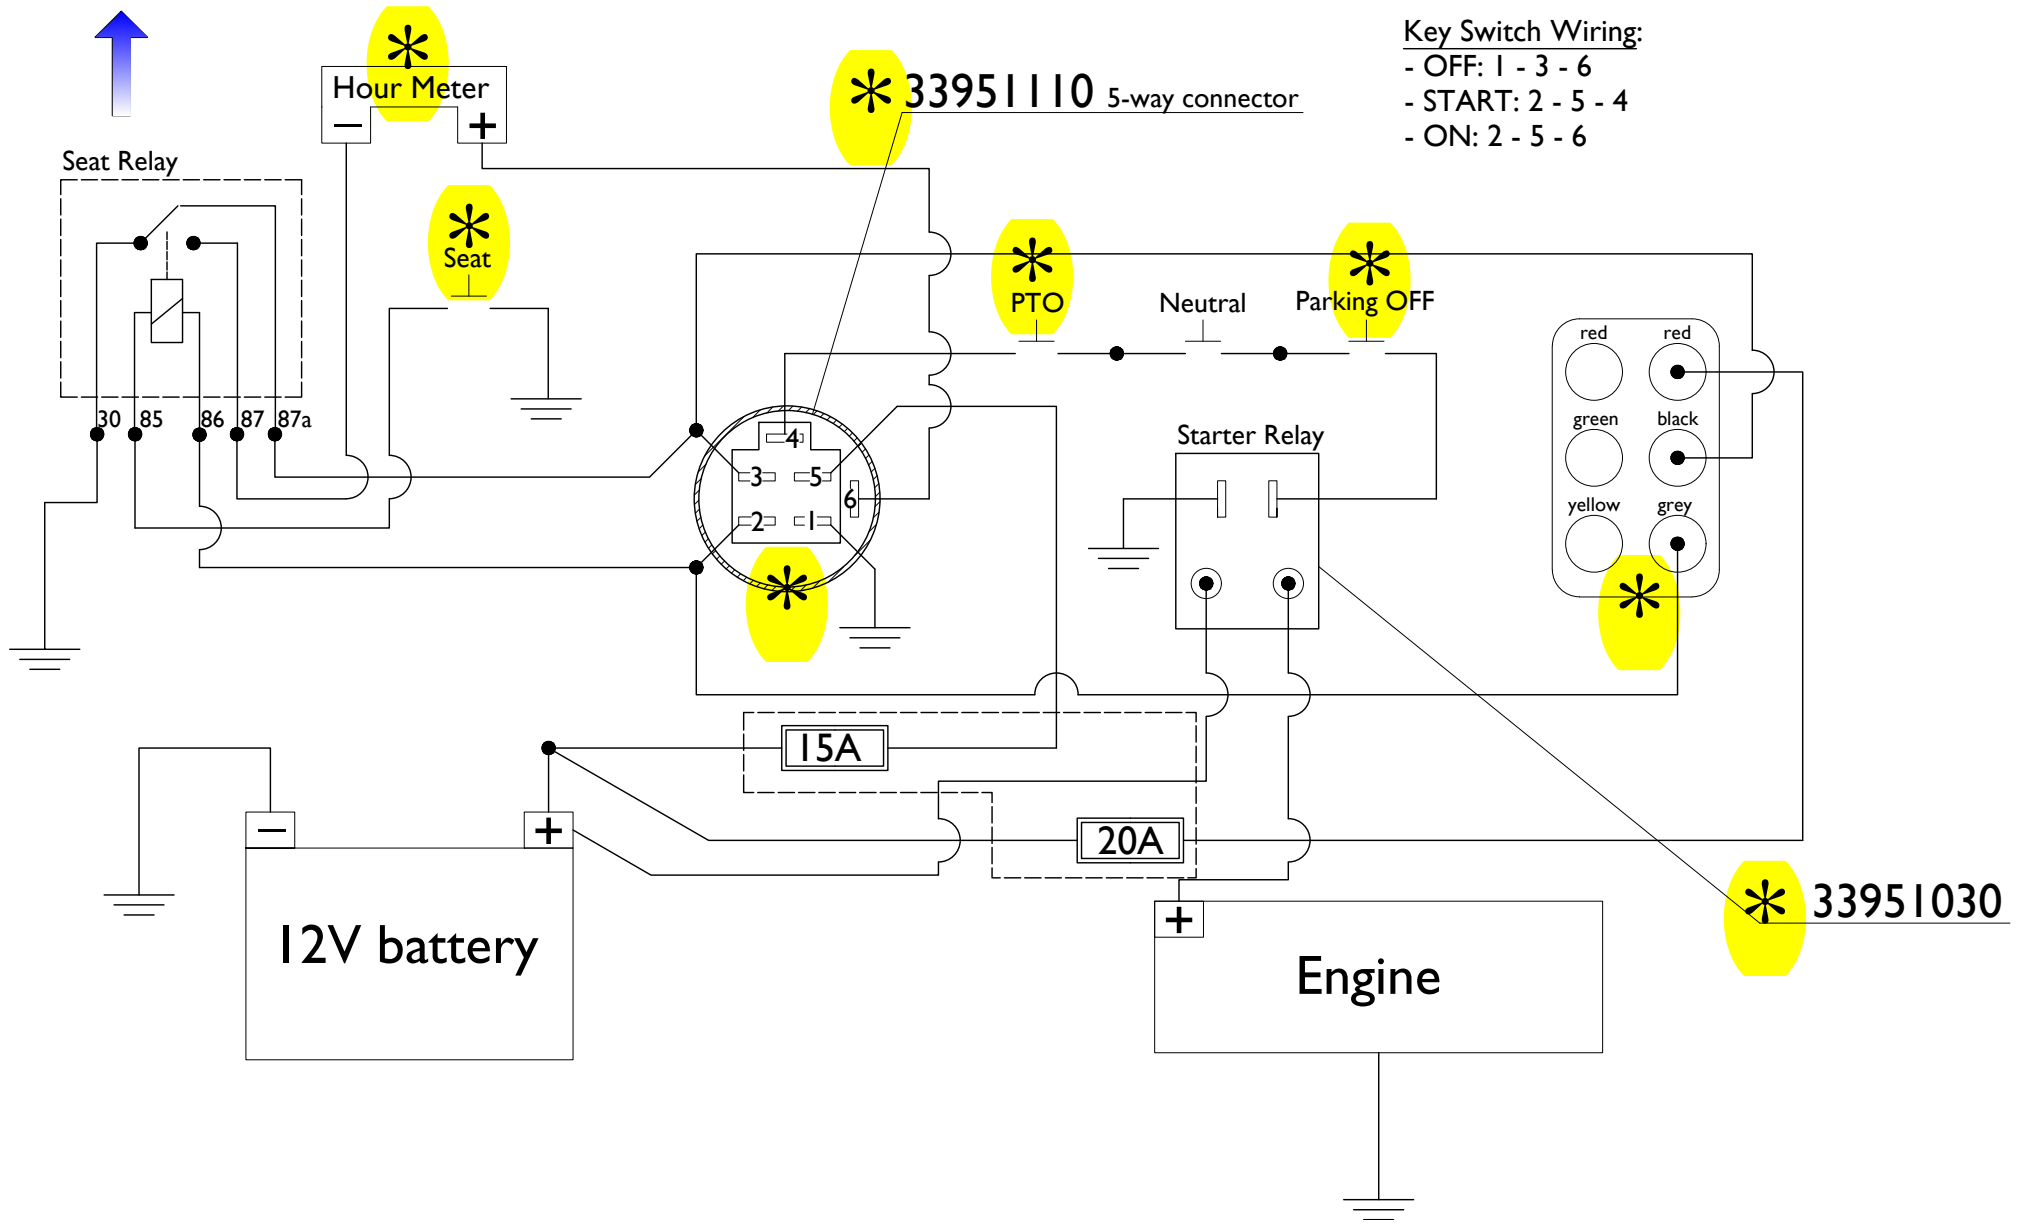 Key Switch Wiring:
- OFF: 1 - 3 - 6
- START: 2 - 5 - 4
- ON: 2 - 5 - 6
* Hour Meter
− +
* 33951110 5-way connector
Seat Relay
30 85 86 87 87a
* Seat
* PTO
Neutral
* Parking OFF
4
3 5
6
2 1
*
Starter Relay
red red
green black
yellow grey
*
15A
20A
− +
12V battery
+
Engine
* 33951030